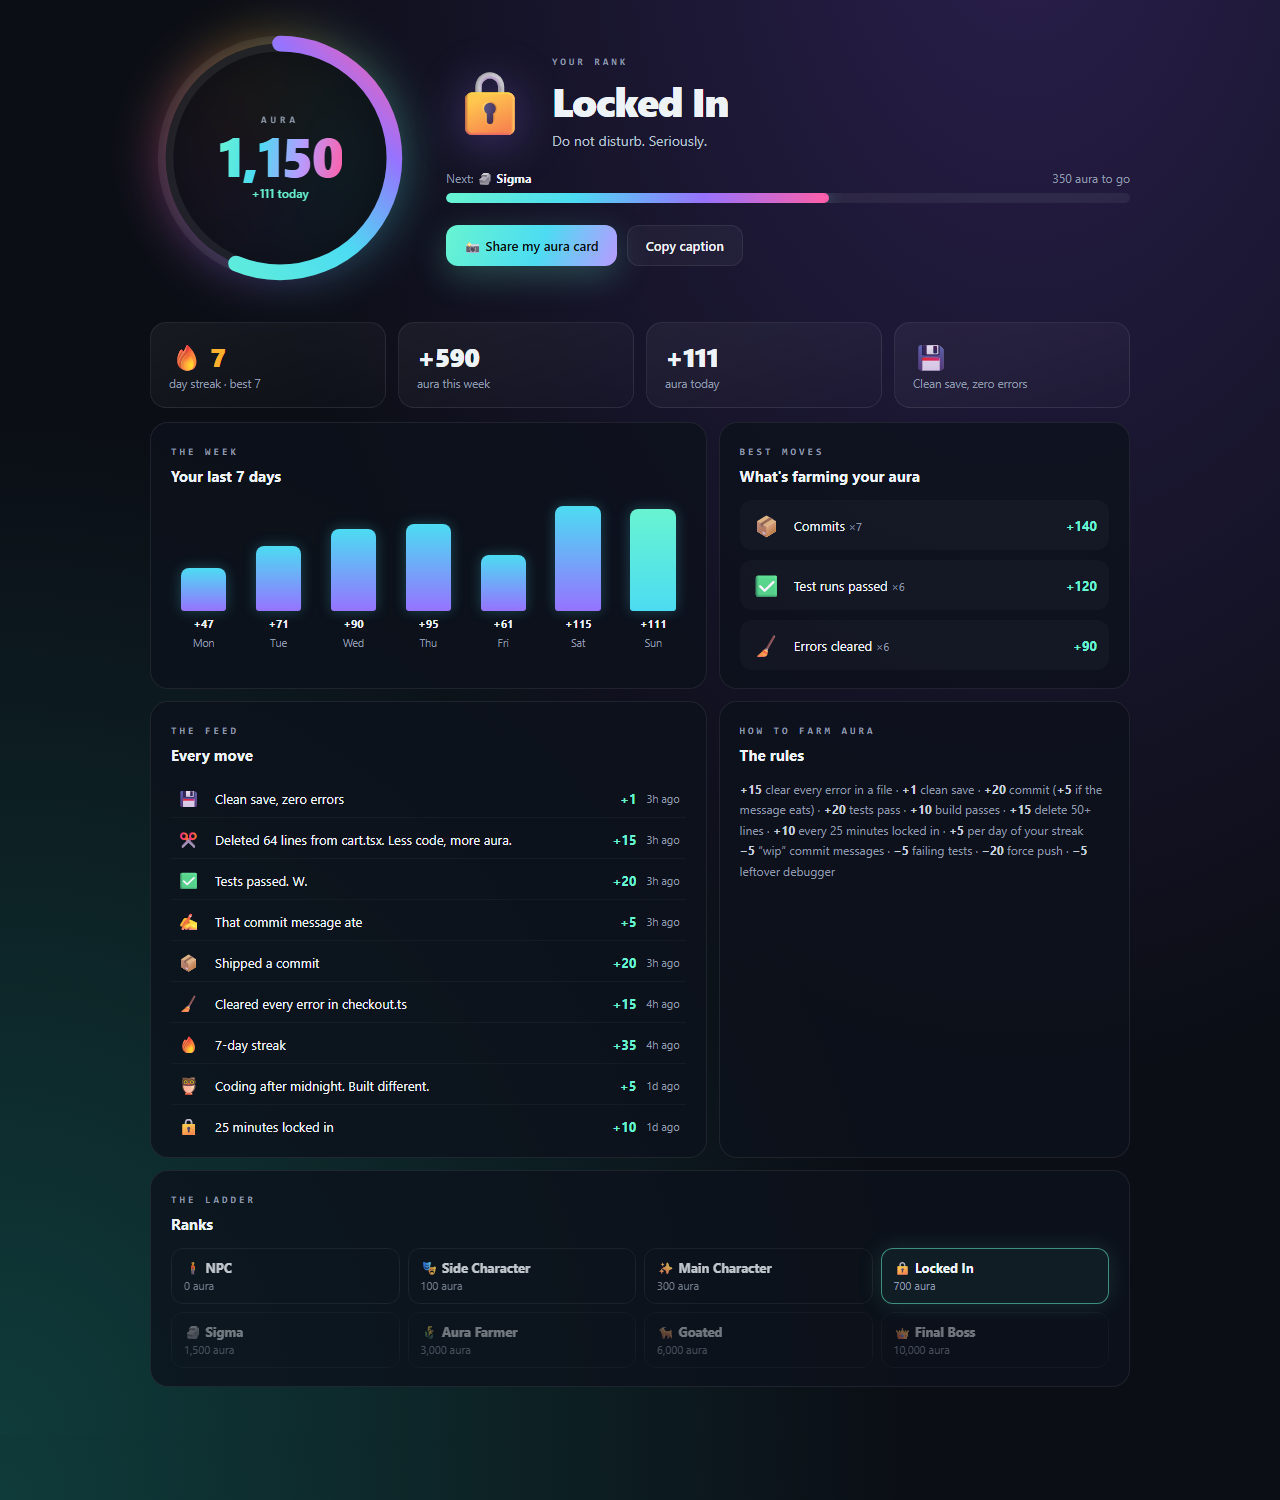 AURA
1,150
+111 today
YOUR RANK
Locked In
Do not disturb. Seriously.
Next: Sigma
350 aura to go
Share my aura card
Copy caption
7
day streak · best 7
+590
aura this week
+111
aura today
Clean save, zero errors
THE WEEK
Your last 7 days
+47
+71
+90
+95
+61
+115
+111
Mon
Tue
Wed
Thu
Fri
Sat
Sun
BEST MOVES
What's farming your aura
Commits ×7
+140
Test runs passed ×6
+120
Errors cleared ×6
+90
THE FEED
Every move
Clean save, zero errors +1 3h ago
Deleted 64 lines from cart.tsx. Less code, more aura. +15 3h ago
Tests passed. W. +20 3h ago
That commit message ate +5 3h ago
Shipped a commit +20 3h ago
Cleared every error in checkout.ts +15 4h ago
7-day streak +35 4h ago
Coding after midnight. Built different. +5 1d ago
25 minutes locked in +10 1d ago
HOW TO FARM AURA
The rules
+15 clear every error in a file · +1 clean save · +20 commit (+5 if the
message eats) · +20 tests pass · +10 build passes · +15 delete 50+
lines · +10 every 25 minutes locked in · +5 per day of your streak
−5 "wip" commit messages · −5 failing tests · −20 force push · −5
leftover debugger
THE LADDER
Ranks
NPC
0 aura
Side Character
100 aura
Main Character
300 aura
Locked In
700 aura
Sigma
1,500 aura
Aura Farmer
3,000 aura
Goated
6,000 aura
Final Boss
10,000 aura